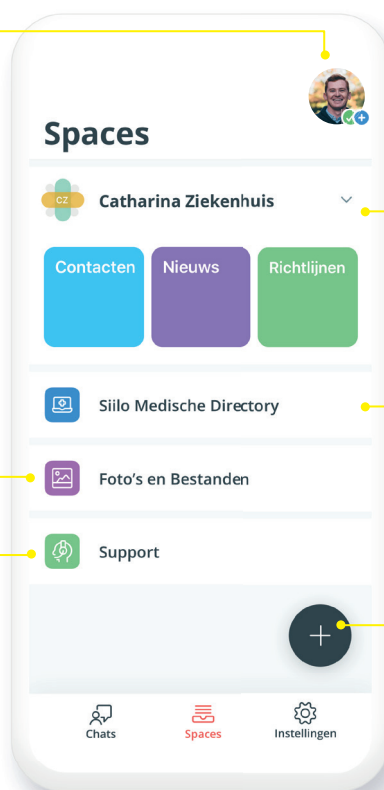 Spaces
CZ
Catharina Ziekenhuis
Contacten
Nieuws
Richtlijnen
Siilo Medische Directory
Foto's en Bestanden
Support
Chats
Spaces
Instellingen